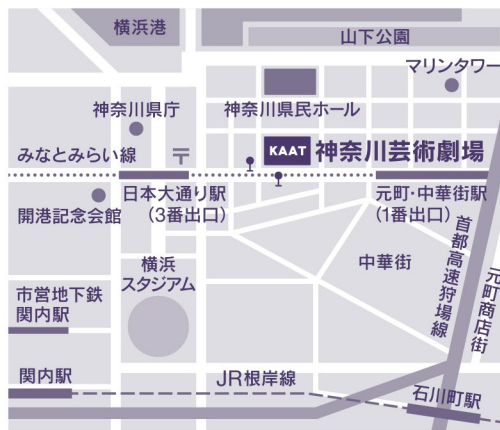 横浜港
山下公園
マリンタワー
神奈川県庁
神奈川県民ホール
みなとみらい線
〒
KAAT 神奈川芸術劇場
開港記念会館
日本大通り駅
（3番出口）
元町・中華街駅
（1番出口）
首都高速狩場線
元町商店街
横浜
スタジアム
中華街
市営地下鉄
関内駅
関内駅
JR根岸線
石川町駅